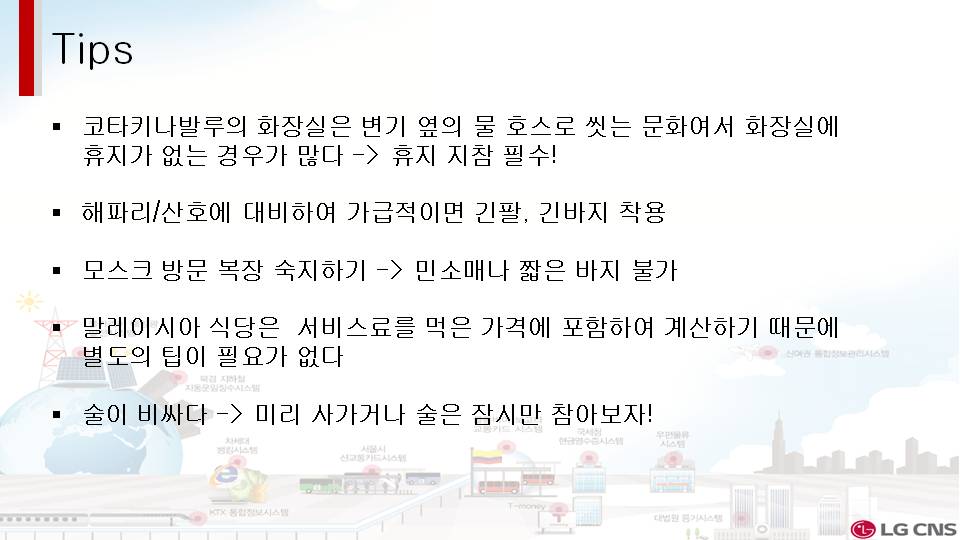 Tips
▪ 코타키나발루의 화장실은 변기 옆의 물 호스로 씻는 문화여서 화장실에
휴지가 없는 경우가 많다 -> 휴지 지참 필수!
▪ 해파리/산호에 대비하여 가급적이면 긴팔, 긴바지 착용
▪ 모스크 방문 복장 숙지하기 -> 민소매나 짧은 바지 불가
▪ 말레이시아 식당은  서비스료를 먹은 가격에 포함하여 계산하기 때문에
별도의 팁이 필요가 없다
▪ 술이 비싸다 -> 미리 사가거나 술은 잠시만 참아보자!
신여권 통합정보관리시스템
북경 지하철
자동운임징수시스템
교통카드 시스템
차세대
뱅킹시스템
서울시
신교통카드시스템
국세청
현금영수증시스템
우편물류
시스템
KTX 통합정보시스템
T-money
대법원 등기시스템
LG CNS